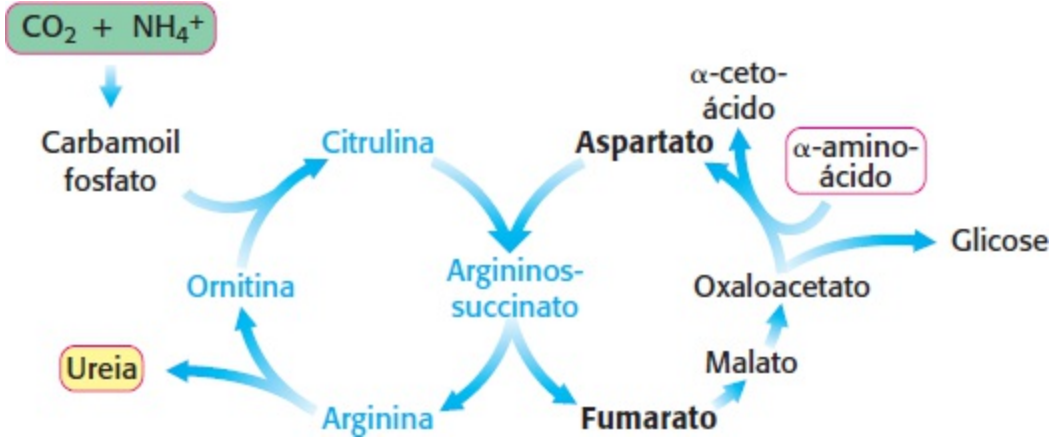 CO₂ + NH₄⁺
Carbamoil
fosfato
Citrulina
Aspartato
α-ceto-
ácido
α-amino-
ácido
Glicose
Ornitina
Argininos-
succinato
Oxaloacetato
Ureia
Malato
Arginina
Fumarato